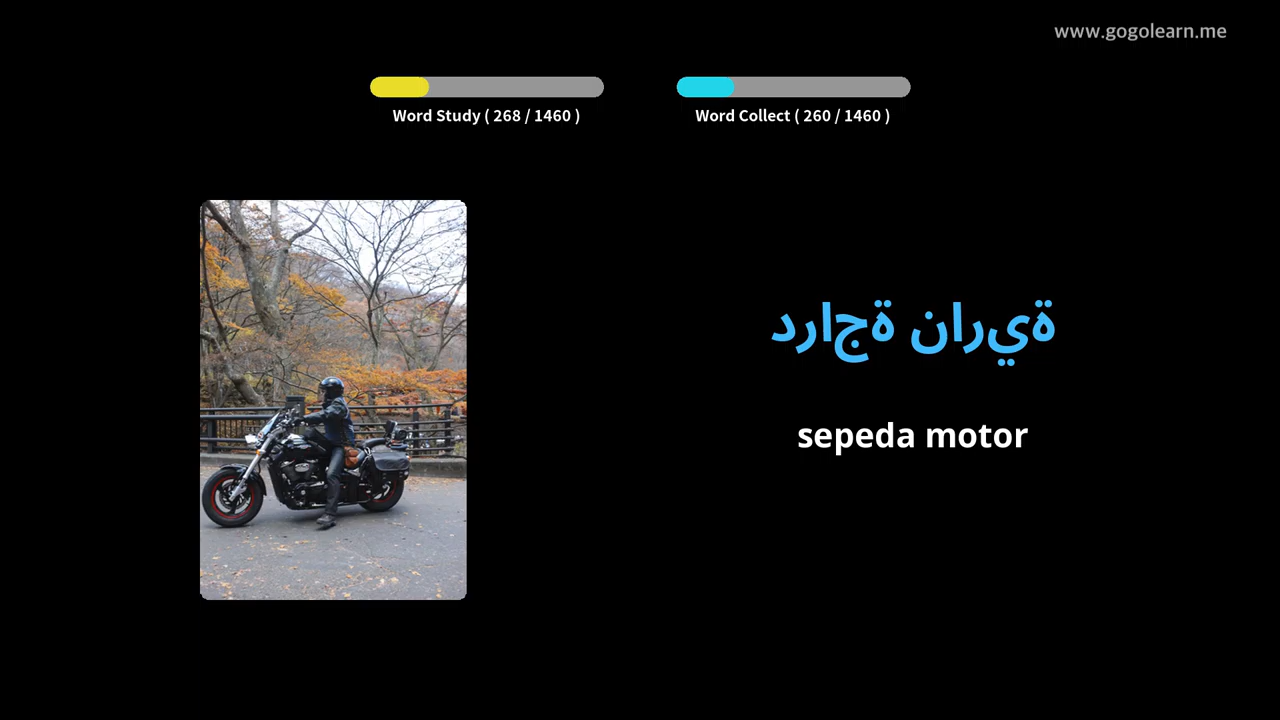 www.gogolearn.me
Word Study ( 268 / 1460 )
Word Collect ( 260 / 1460 )
دراجة نارية
sepeda motor